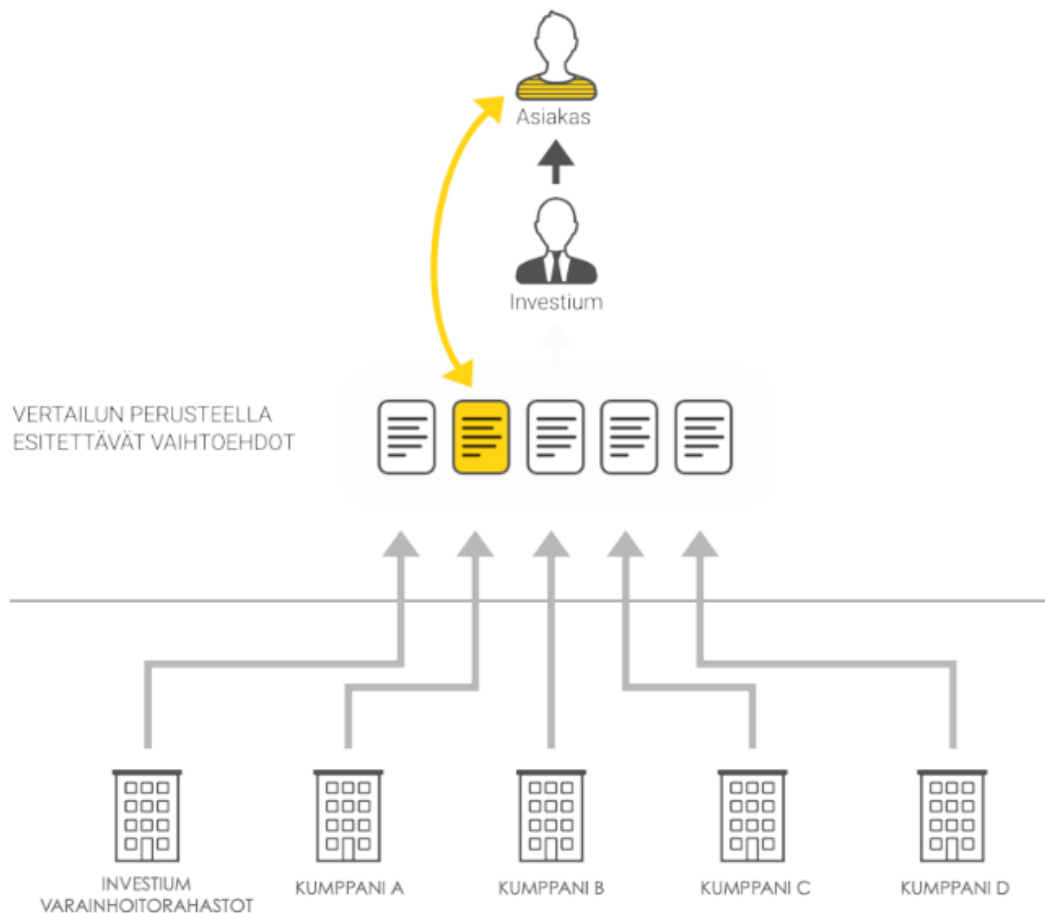 Asiakas
Investium
VERTAILUN PERUSTEELLA
ESITETTÄVÄT VAIHTOEHDOT
INVESTIUM
VARAINHOITORAHASTOT
KUMPPANI A
KUMPPANI B
KUMPPANI C
KUMPPANI D